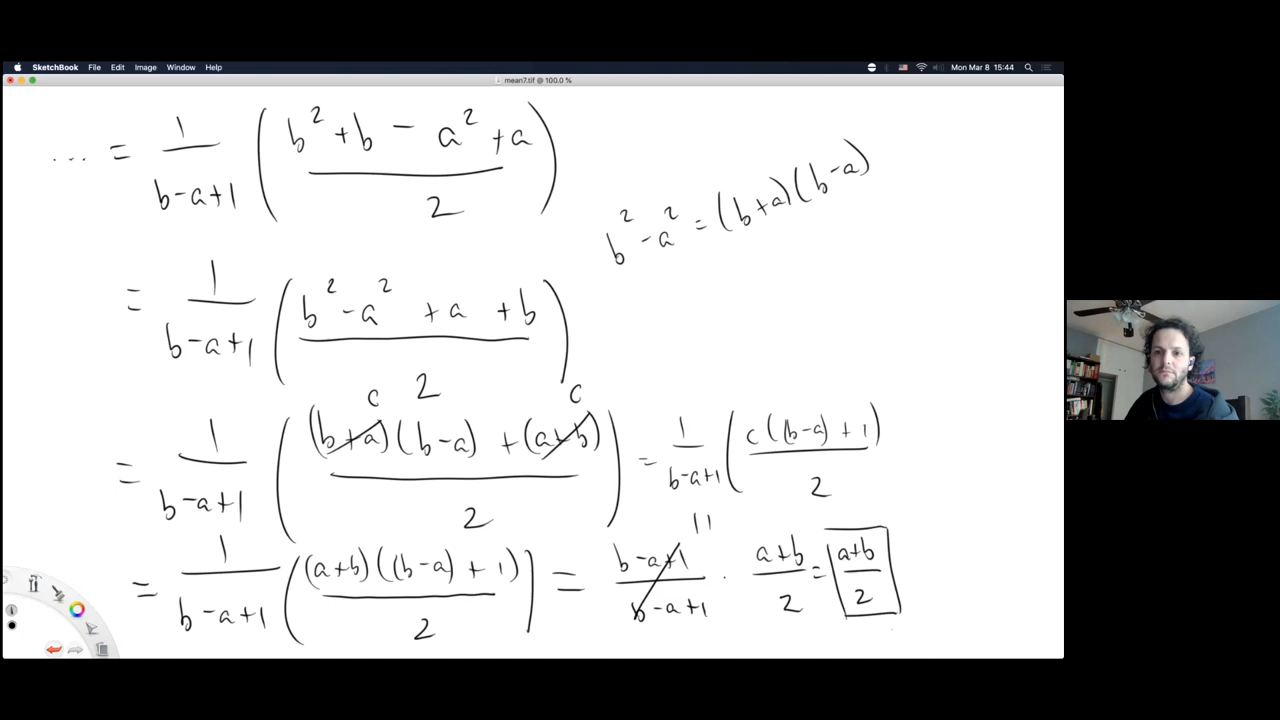 SketchBook File Edit Image Window Help Mon Mar 8 15:44
mean7.tif @ 100.0 %
... = 1/(b-a+1) ( (b² + b - a² + a)/2 )
b² - a² = (b+a)(b-a)
= 1/(b-a+1) ( (b² - a² + a + b)/2 )
c c
= 1/(b-a+1) ( ((b+a)(b-a) + (a+b))/2 ) = 1/(b-a+1) ( c((b-a) + 1)/2 )
= 1/(b-a+1) ( (a+b)((b-a) + 1)/2 ) = (b-a+1)/(b-a+1) · (a+b)/2 = (a+b)/2